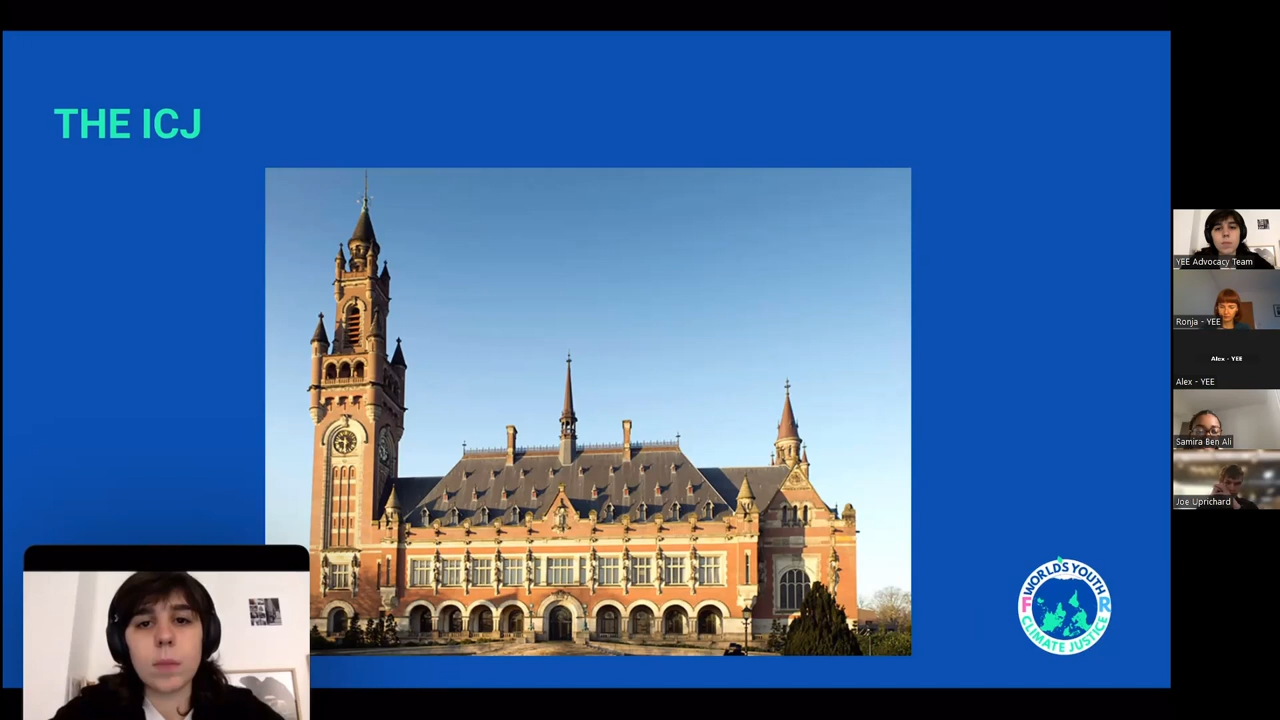 THE ICJ
YEE Advocacy Team
Ronja - YEE
Alex - YEE
Alex - YEE
Samira Ben Ali
Joe Uprichard
WORLD'S YOUTH
F R
CLIMATE JUSTICE